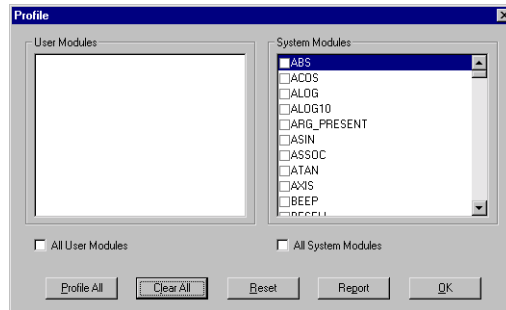 Profile
User Modules
System Modules
ABS
ACOS
ALOG
ALOG10
ARG_PRESENT
ASIN
ASSOC
ATAN
AXIS
BEEP
All User Modules
All System Modules
Profile All
Clear All
Reset
Report
OK